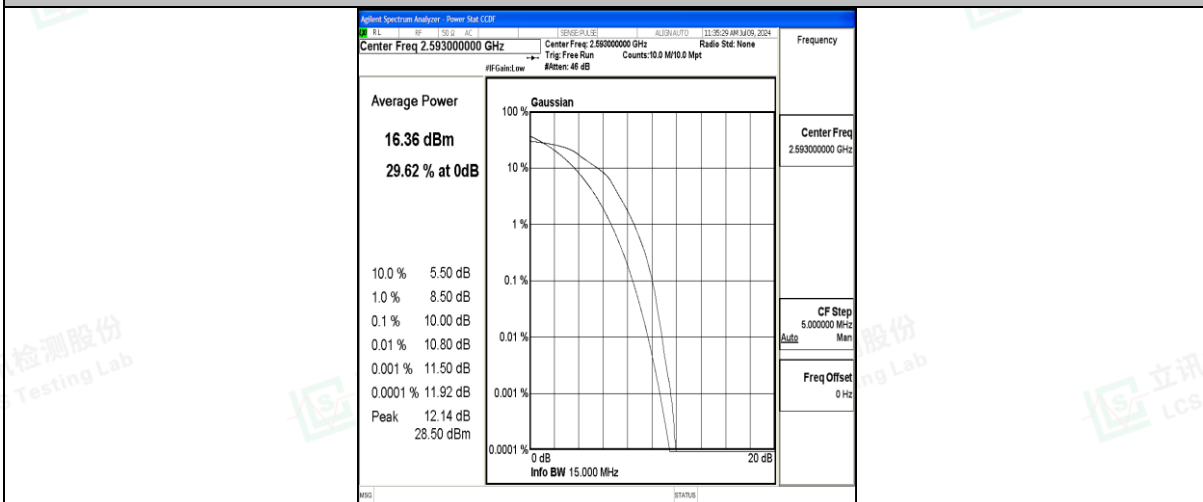 Agilent Spectrum Analyzer - Power Stat CCDF
RL RF 50 Ω AC SENSE:PULSE ALIGN AUTO 11:35:29 AM Jul 09, 2024
Center Freq 2.593000000 GHz
Center Freq: 2.593000000 GHz Radio Std: None
Trig: Free Run Counts:10.0 M/10.0 Mpt
#IFGain:Low #Atten: 46 dB
Frequency
Average Power
16.36 dBm
29.62 % at 0dB
10.0 % 5.50 dB
1.0 % 8.50 dB
0.1 % 10.00 dB
0.01 % 10.80 dB
0.001 % 11.50 dB
0.0001 % 11.92 dB
Peak 12.14 dB
28.50 dBm
Gaussian
100 %
10 %
1 %
0.1 %
0.01 %
0.001 %
0.0001 %
0 dB 20 dB
Info BW 15.000 MHz
Center Freq
2.593000000 GHz
CF Step
5.000000 MHz
Auto Man
Freq Offset
0 Hz
MSG STATUS
检测股份
Testing Lab
股份
ng Lab
立讯
LCS